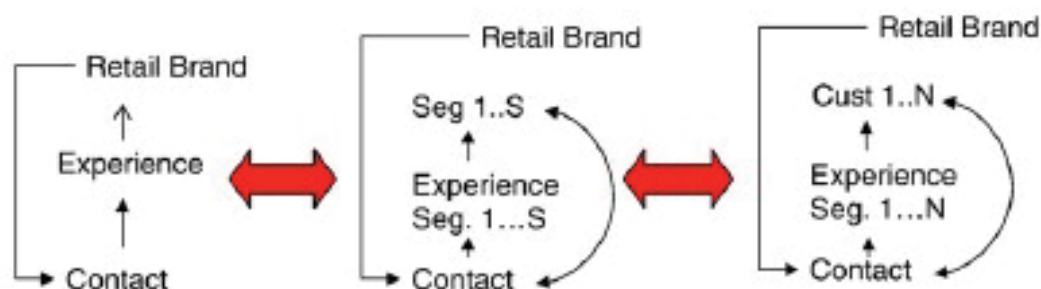 Retail Brand
Experience
Contact
Retail Brand
Seg 1..S
Experience
Seg. 1...S
Contact
Retail Brand
Cust 1..N
Experience
Seg. 1...N
Contact